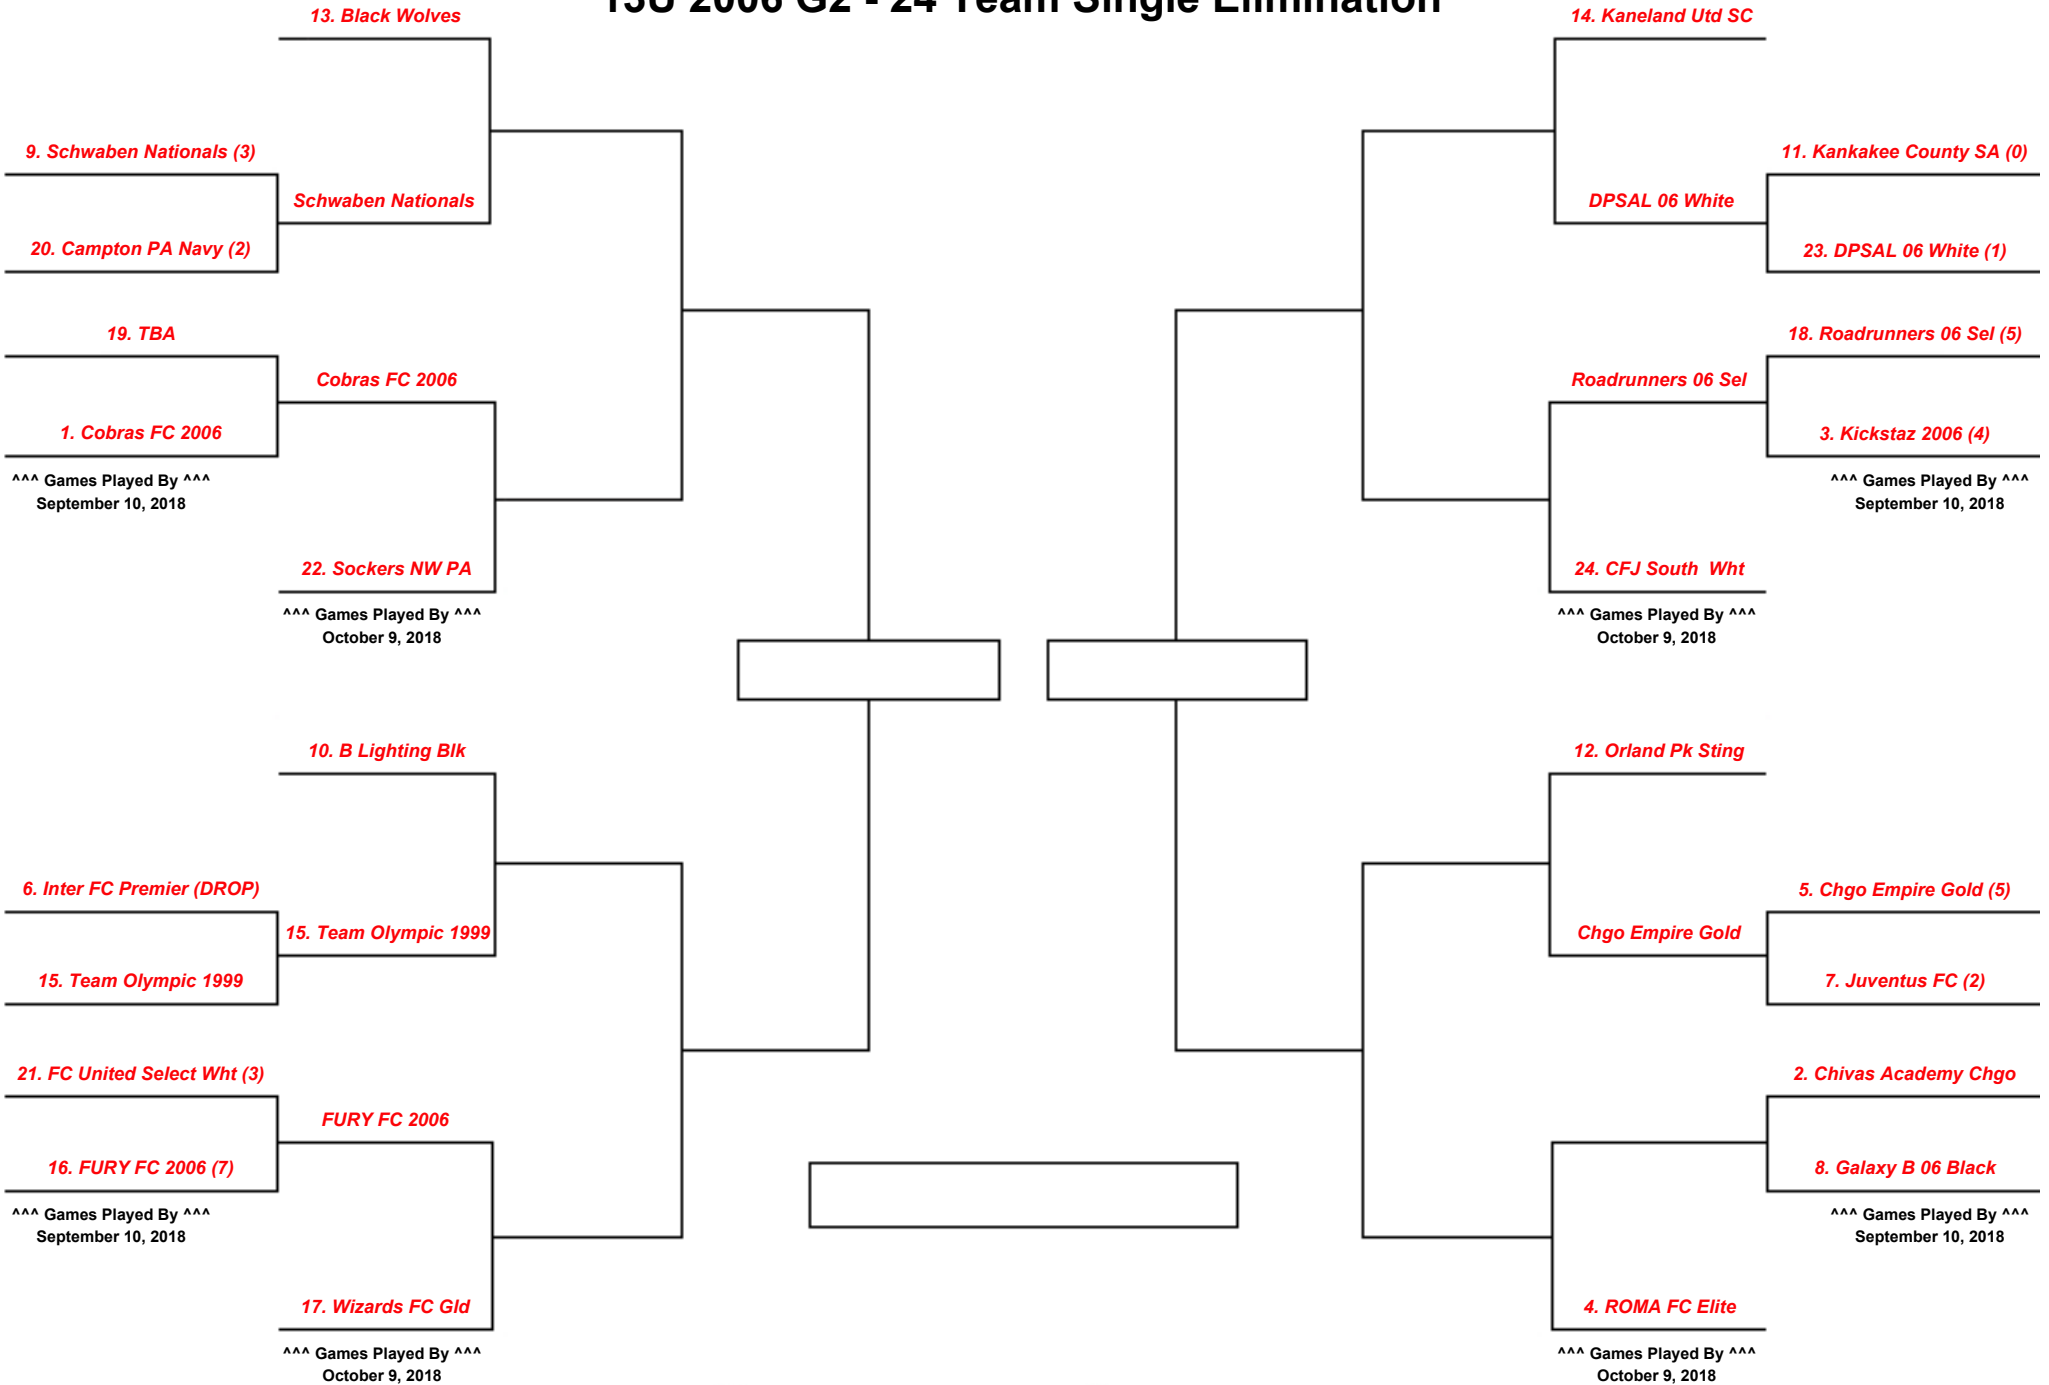 13U 2006 G2 - 24 Team Single Elimination
13. Black Wolves
9. Schwaben Nationals (3)
Schwaben Nationals
20. Campton PA Navy (2)
19. TBA
Cobras FC 2006
1. Cobras FC 2006
^^^ Games Played By ^^^
September 10, 2018
22. Sockers NW PA
^^^ Games Played By ^^^
October 9, 2018
10. B Lighting Blk
6. Inter FC Premier (DROP)
15. Team Olympic 1999
15. Team Olympic 1999
21. FC United Select Wht (3)
FURY FC 2006
16. FURY FC 2006 (7)
^^^ Games Played By ^^^
September 10, 2018
17. Wizards FC Gld
^^^ Games Played By ^^^
October 9, 2018
14. Kaneland Utd SC
11. Kankakee County SA (0)
DPSAL 06 White
23. DPSAL 06 White (1)
18. Roadrunners 06 Sel (5)
Roadrunners 06 Sel
3. Kickstaz 2006 (4)
^^^ Games Played By ^^^
September 10, 2018
24. CFJ South  Wht
^^^ Games Played By ^^^
October 9, 2018
12. Orland Pk Sting
5. Chgo Empire Gold (5)
Chgo Empire Gold
7. Juventus FC (2)
2. Chivas Academy Chgo
8. Galaxy B 06 Black
^^^ Games Played By ^^^
September 10, 2018
4. ROMA FC Elite
^^^ Games Played By ^^^
October 9, 2018